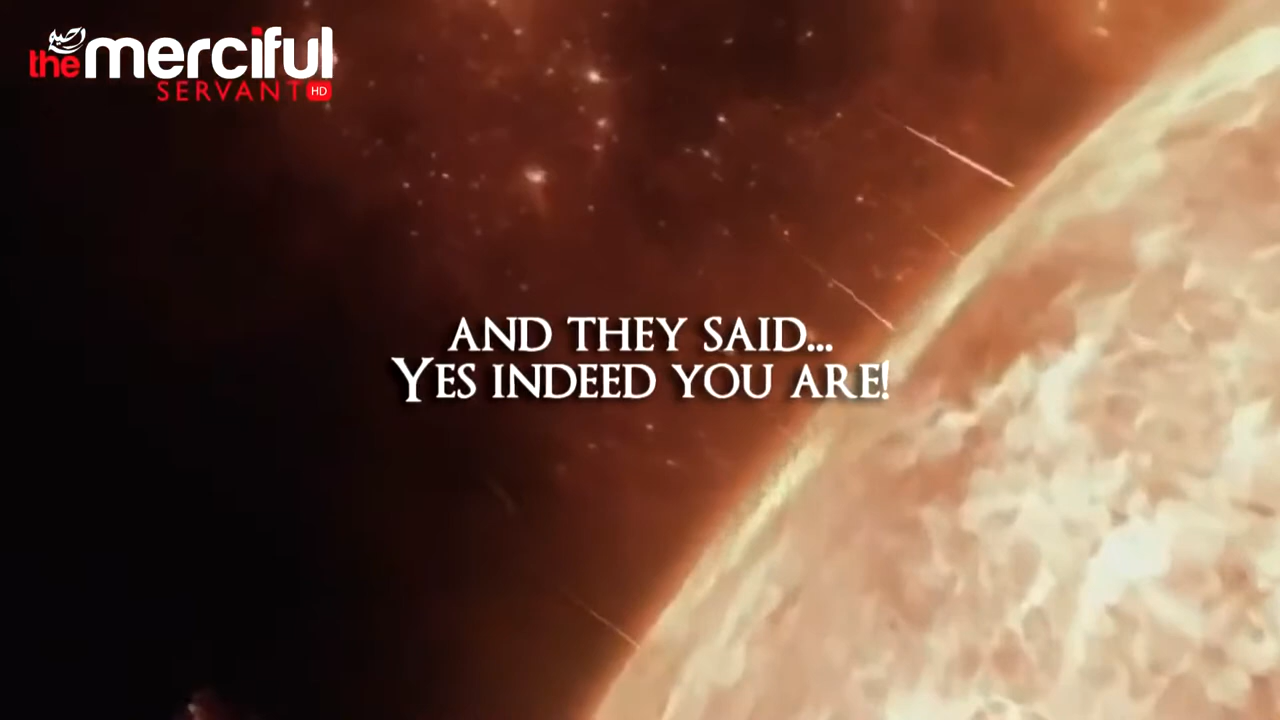 the merciful
SERVANT HD
AND THEY SAID...
YES INDEED YOU ARE!